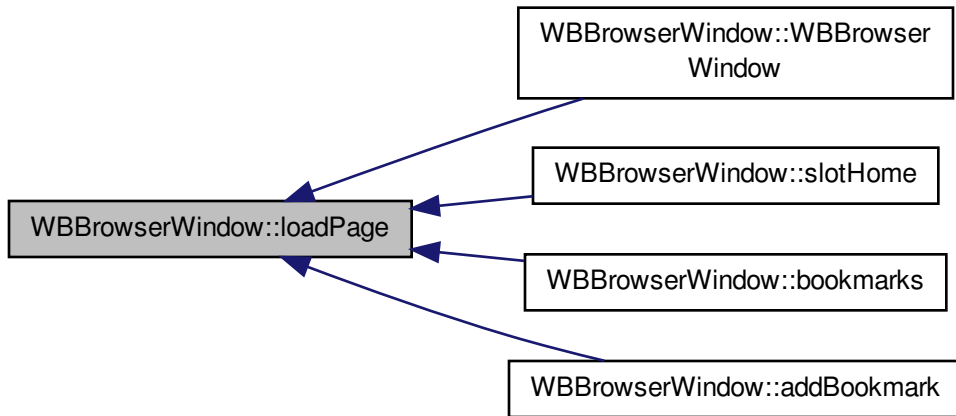 WBBrowserWindow::WBBrowser
Window
WBBrowserWindow::slotHome
WBBrowserWindow::loadPage
WBBrowserWindow::bookmarks
WBBrowserWindow::addBookmark